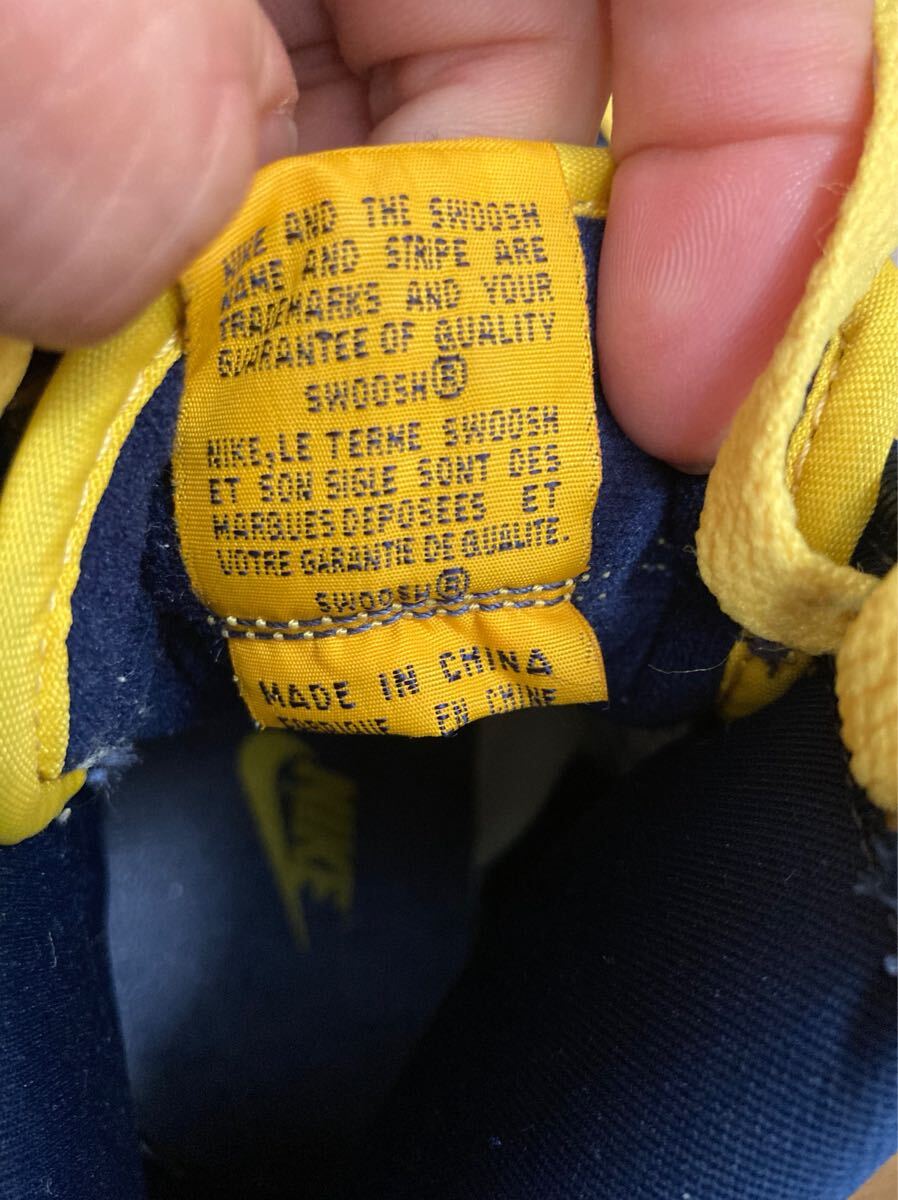 NIKE AND THE SWOOSH
NAME AND STRIPE ARE
TRADEMARKS AND YOUR
GUARANTEE OF QUALITY
SWOOSH®
NIKE, LE TERME SWOOSH
ET SON SIGLE SONT DES
MARQUES DEPOSEES ET
VOTRE GARANTIE DE QUALITE.
SWOOSH®
MADE IN CHINA
FABRIQUE EN CHINE
NIKE